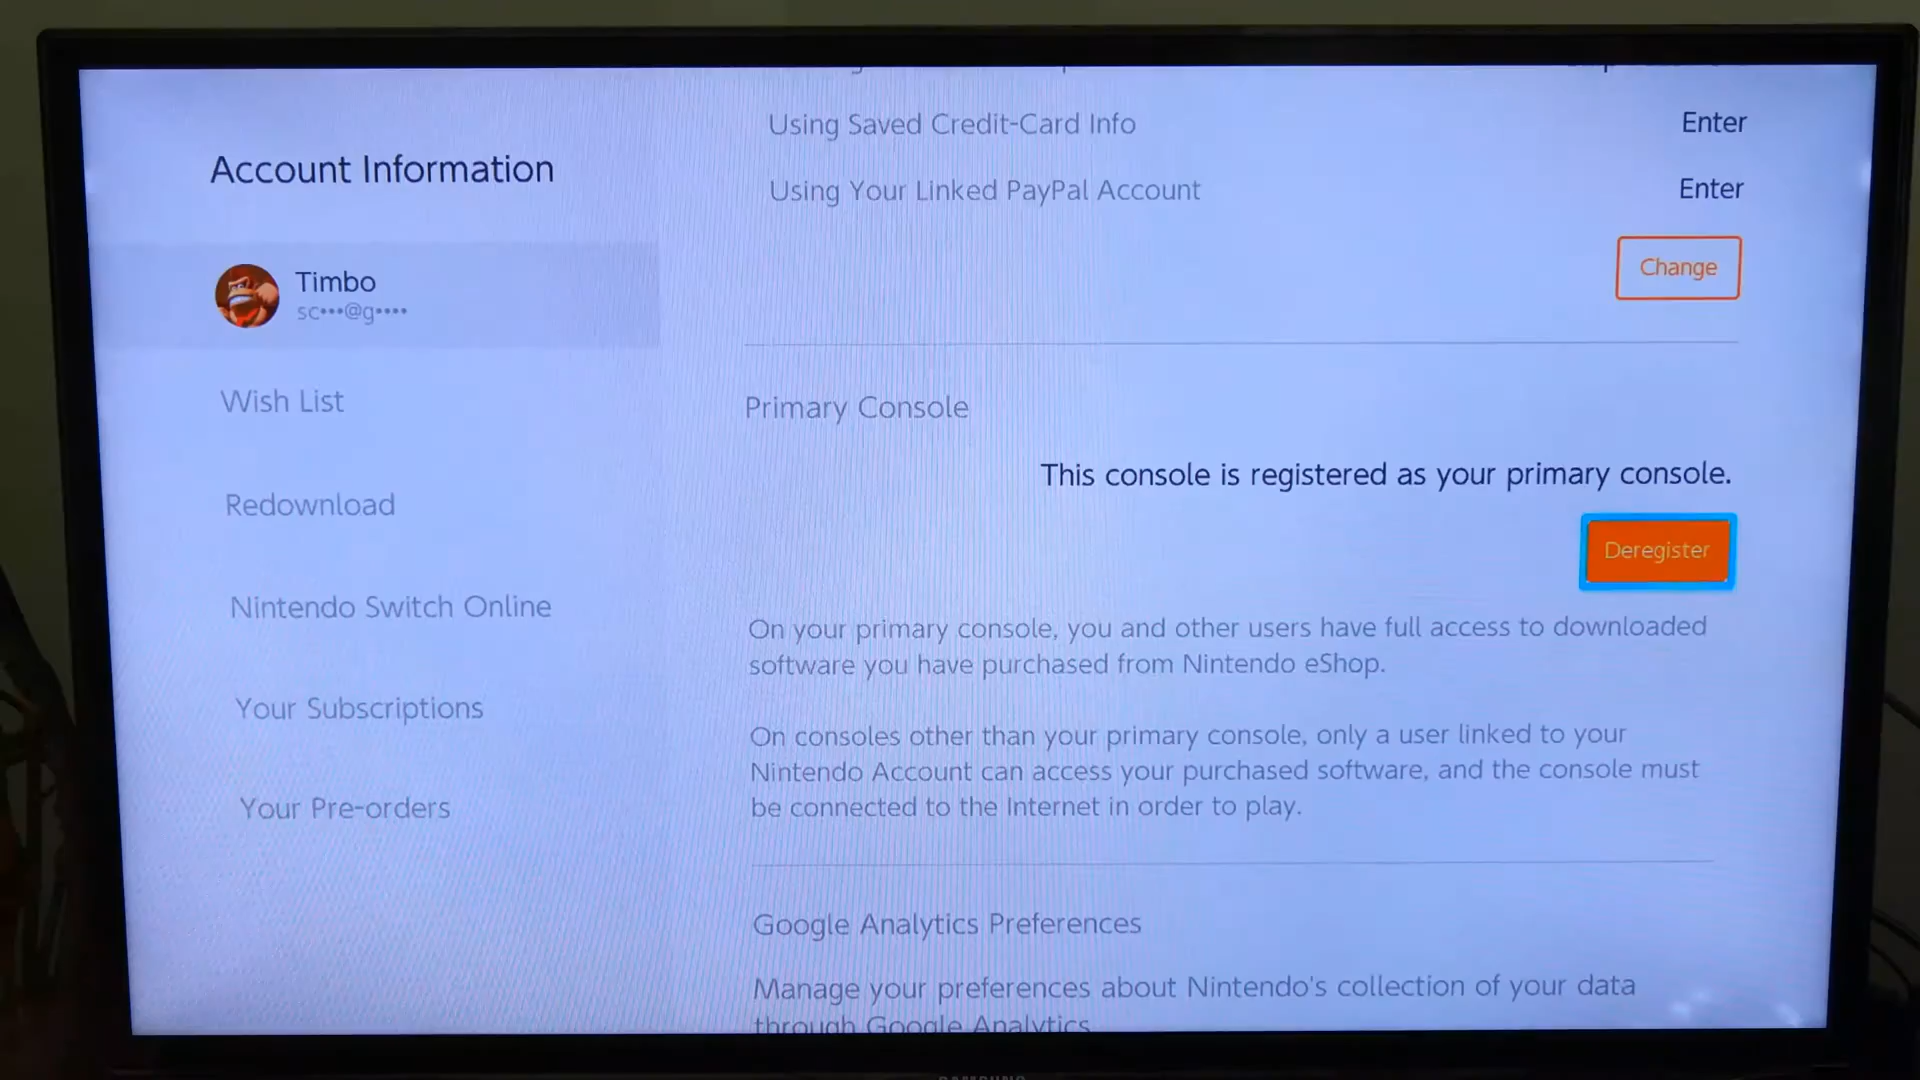 Account Information
Timbo
sc•••@g••••
Wish List
Redownload
Nintendo Switch Online
Your Subscriptions
Your Pre-orders
Using Saved Credit-Card Info Enter
Using Your Linked PayPal Account Enter
Change
Primary Console
This console is registered as your primary console.
Deregister
On your primary console, you and other users have full access to downloaded
software you have purchased from Nintendo eShop.
On consoles other than your primary console, only a user linked to your
Nintendo Account can access your purchased software, and the console must
be connected to the Internet in order to play.
Google Analytics Preferences
Manage your preferences about Nintendo's collection of your data
through Google Analytics